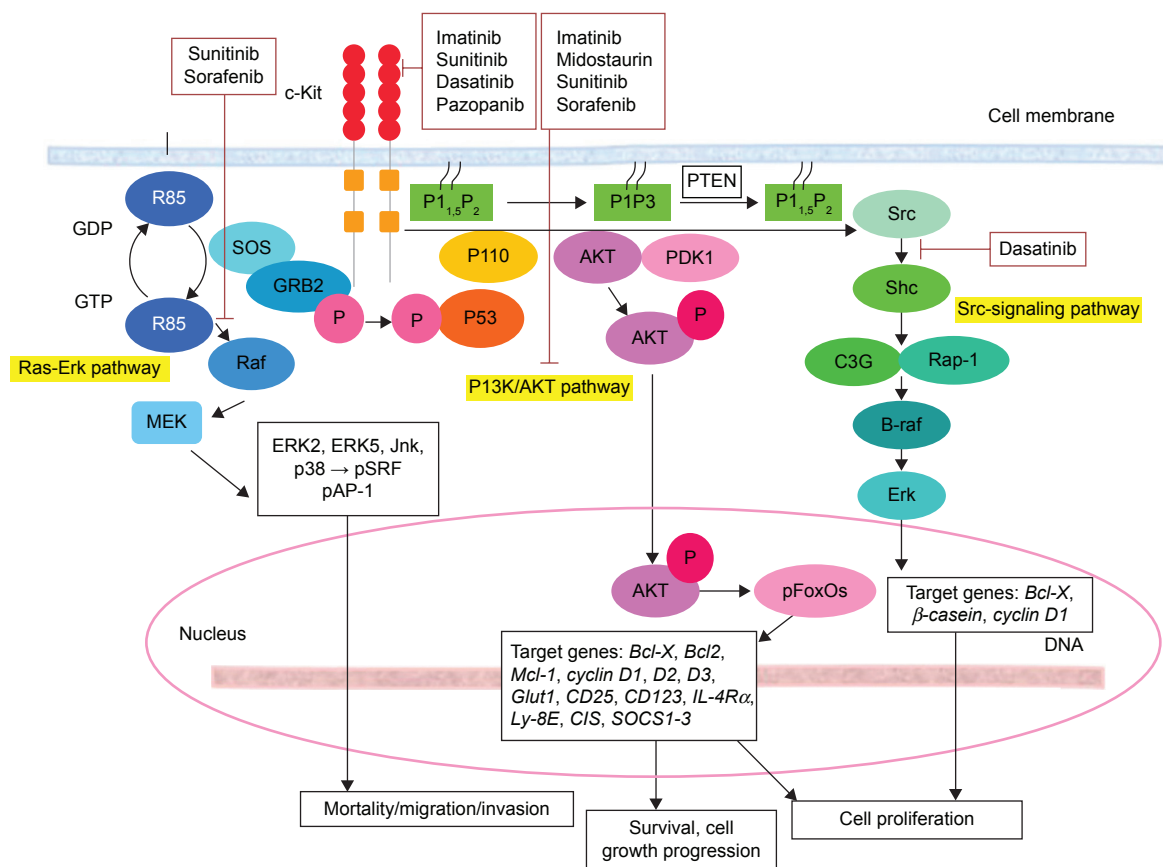 Sunitinib
Sorafenib
c-Kit
Imatinib
Sunitinib
Dasatinib
Pazopanib
Imatinib
Midostaurin
Sunitinib
Sorafenib
Cell membrane
R85
GDP
GTP
R85
SOS
GRB2
P
P
P53
P110
P1₁,₅P₂
P1P3
PTEN
P1₁,₅P₂
AKT
PDK1
AKT
P
Src
Dasatinib
Shc
Src-signaling pathway
C3G
Rap-1
B-raf
Erk
Ras-Erk pathway
Raf
MEK
P13K/AKT pathway
ERK2, ERK5, Jnk,
p38 → pSRF
pAP-1
P
AKT
pFoxOs
Nucleus
Target genes: Bcl-X, Bcl2,
Mcl-1, cyclin D1, D2, D3,
Glut1, CD25, CD123, IL-4Rα,
Ly-8E, CIS, SOCS1-3
Target genes: Bcl-X,
β-casein, cyclin D1
DNA
Mortality/migration/invasion
Survival, cell
growth progression
Cell proliferation